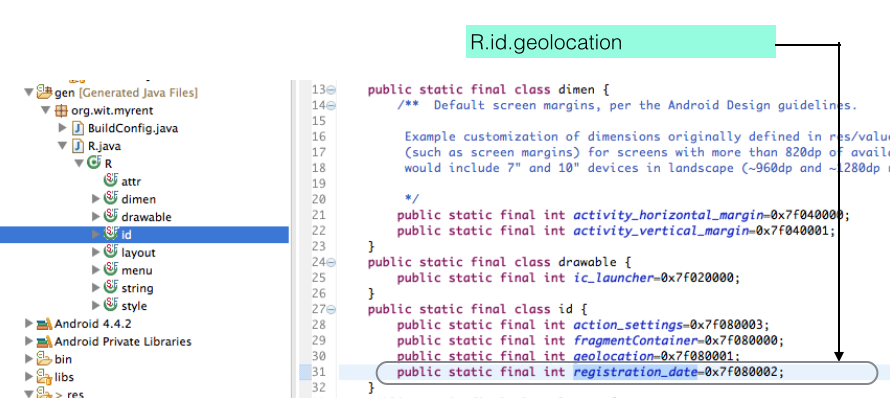 R.id.geolocation
gen [Generated Java Files]
org.wit.myrent
BuildConfig.java
R.java
R
attr
dimen
drawable
id
layout
menu
string
style
Android 4.4.2
Android Private Libraries
bin
libs
> res
13 public static final class dimen {
14 /** Default screen margins, per the Android Design guidelines.
15
16 Example customization of dimensions originally defined in res/value
17 (such as screen margins) for screens with more than 820dp of avail
18 would include 7" and 10" devices in landscape (~960dp and ~1280dp
19
20 */
21 public static final int activity_horizontal_margin=0x7f040000;
22 public static final int activity_vertical_margin=0x7f040001;
23 }
24 public static final class drawable {
25 public static final int ic_launcher=0x7f020000;
26 }
27 public static final class id {
28 public static final int action_settings=0x7f080003;
29 public static final int fragmentContainer=0x7f080000;
30 public static final int geolocation=0x7f080001;
31 public static final int registration_date=0x7f080002;
32 }